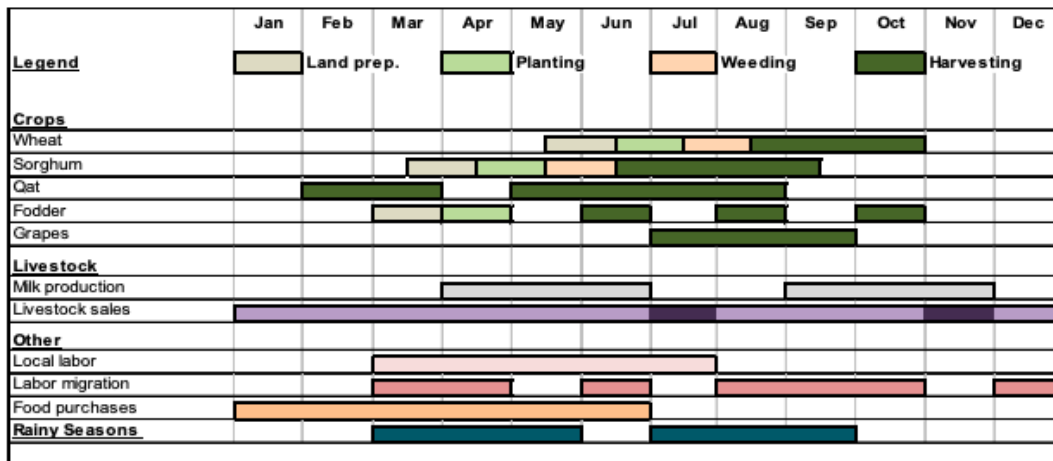 Jan Feb Mar Apr May Jun Jul Aug Sep Oct Nov Dec
Legend Land prep. Planting Weeding Harvesting
Crops
Wheat
Sorghum
Qat
Fodder
Grapes
Livestock
Milk production
Livestock sales
Other
Local labor
Labor migration
Food purchases
Rainy Seasons